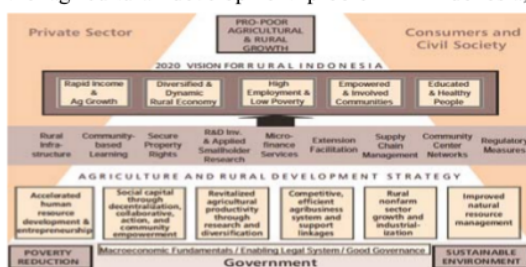 Private Sector
PRO-POOR
AGRICULTURAL
& RURAL
GROWTH
Consumers and
Civil Society
2020 VISION FOR RURAL INDONESIA
Rapid Income
& Ag Growth
Diversified &
Dynamic
Rural Economy
High
Employment &
Low Poverty
Empowered
& Involved
Communities
Educated
& Healthy
People
Rural
Infra-
structure
Community-
based
Learning
Secure
Property
Rights
R&D Inv.
& Applied
Smallholder
Research
Micro-
finance
Services
Extension
Facilitation
Supply
Chain
Management
Community
Center
Networks
Regulatory
Measures
AGRICULTURE AND RURAL DEVELOPMENT STRATEGY
Accelerated
human
resource
development &
entrepreneurship
Social capital
through
decentralization,
collaborative,
action, and
community
empowerment
Revitalized
agricultural
productivity
through
research and
diversification
Competitive,
efficient
agribusiness
system and
support
linkages
Rural
nonfarm
sector
growth and
industrial-
ization
Improved
natural
resource
management
POVERTY
REDUCTION
Macroeconomic Fundamentals / Enabling Legal System / Good Governance
Government
SUSTAINABLE
ENVIRONMENT